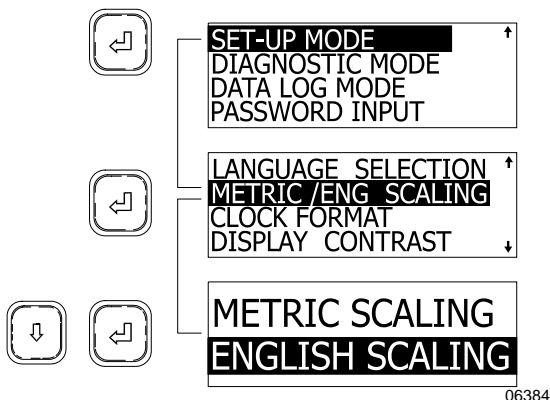 SET-UP MODE
DIAGNOSTIC MODE
DATA LOG MODE
PASSWORD INPUT
LANGUAGE SELECTION
METRIC /ENG SCALING
CLOCK FORMAT
DISPLAY CONTRAST
METRIC SCALING
ENGLISH SCALING
06384